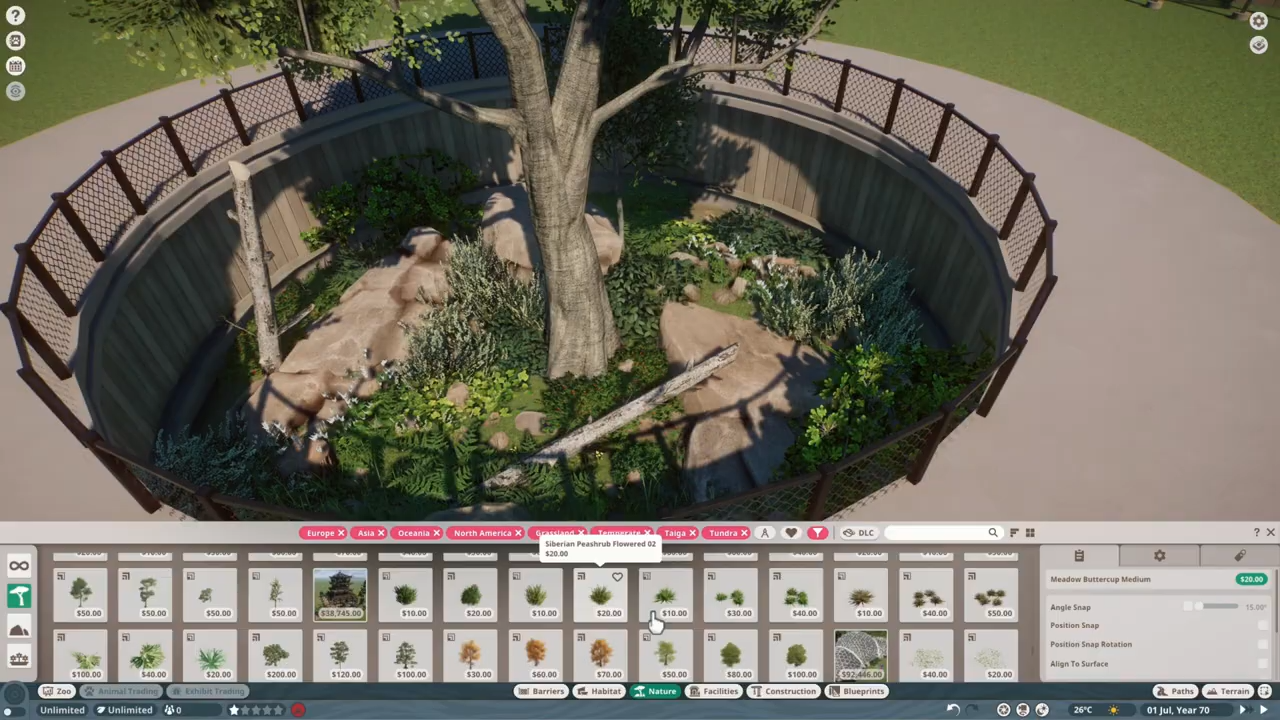 Europe ✕ Asia ✕ Oceania ✕ North America ✕ Grassland ✕ Temperate ✕ Taiga ✕ Tundra ✕ DLC ? ✕
Siberian Peashrub Flowered 02
$20.00
$50.00 $50.00 $50.00 $50.00 $38,745.00 $10.00 $20.00 $10.00 $20.00 $10.00 $30.00 $40.00 $10.00 $40.00 $50.00
$100.00 $40.00 $20.00 $200.00 $120.00 $100.00 $30.00 $60.00 $70.00 $50.00 $80.00 $100.00 $92,446.00 $40.00 $20.00
Meadow Buttercup Medium $20.00
Angle Snap 15.00°
Position Snap
Position Snap Rotation
Align To Surface
Zoo Animal Trading Exhibit Trading Barriers Habitat Nature Facilities Construction Blueprints Paths Terrain
Unlimited Unlimited 0 26°C 01 Jul, Year 70